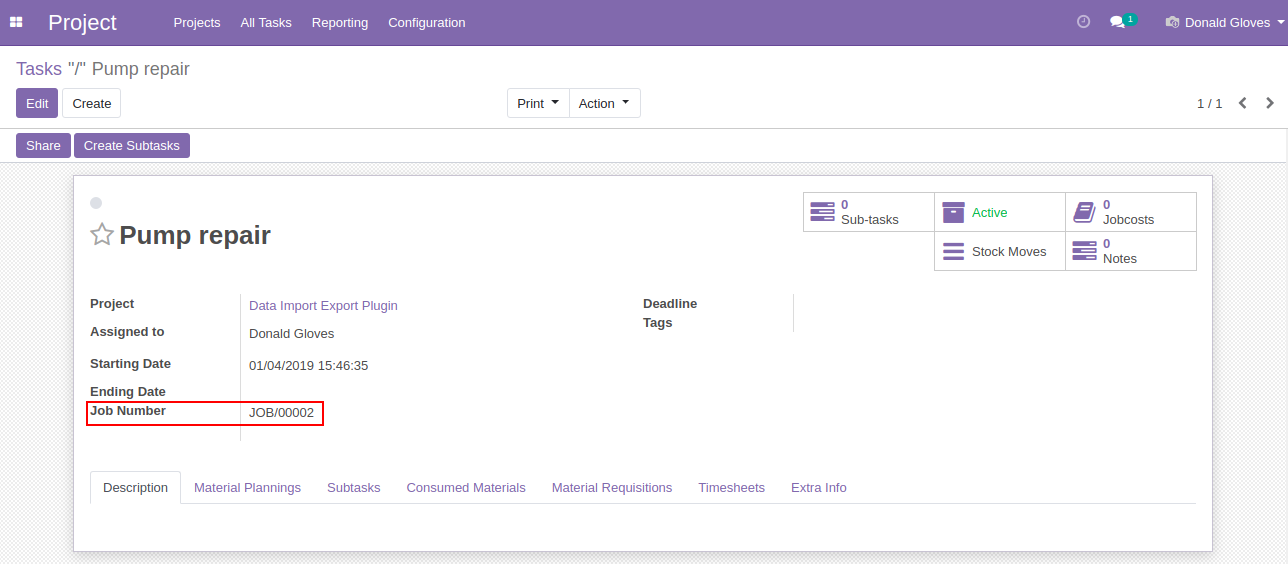 Project Projects All Tasks Reporting Configuration 1 Donald Gloves
Tasks "/" Pump repair
Edit Create Print Action 1 / 1
Share Create Subtasks
0
Sub-tasks
Active
0
Jobcosts
Pump repair
Stock Moves
0
Notes
Project Data Import Export Plugin
Assigned to Donald Gloves
Starting Date 01/04/2019 15:46:35
Ending Date
Job Number JOB/00002
Deadline
Tags
Description Material Plannings Subtasks Consumed Materials Material Requisitions Timesheets Extra Info